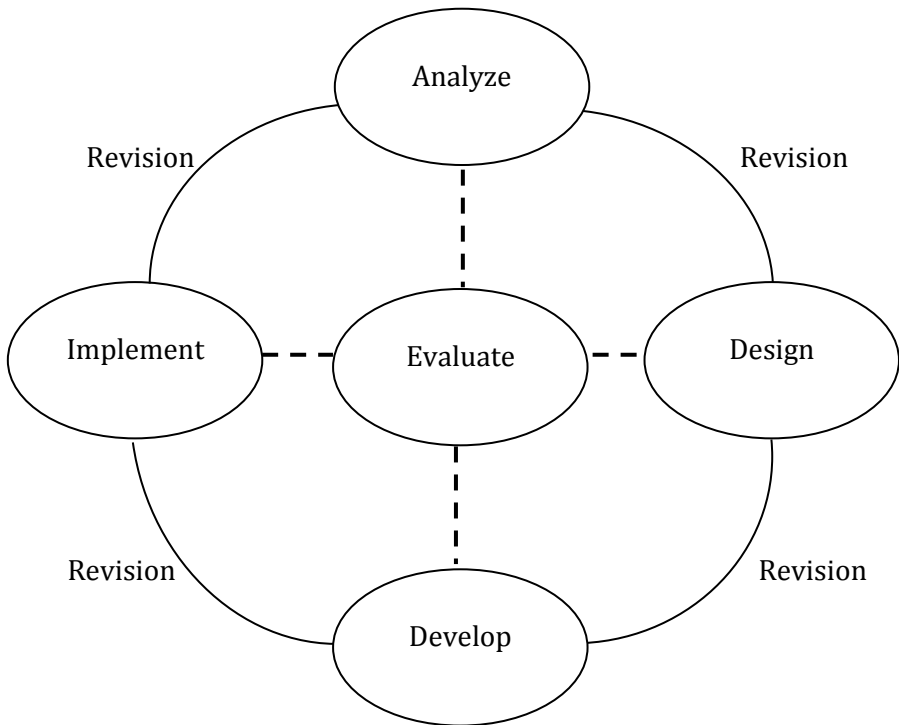 Analyze
Revision
Revision
Implement
Evaluate
Design
Revision
Revision
Develop